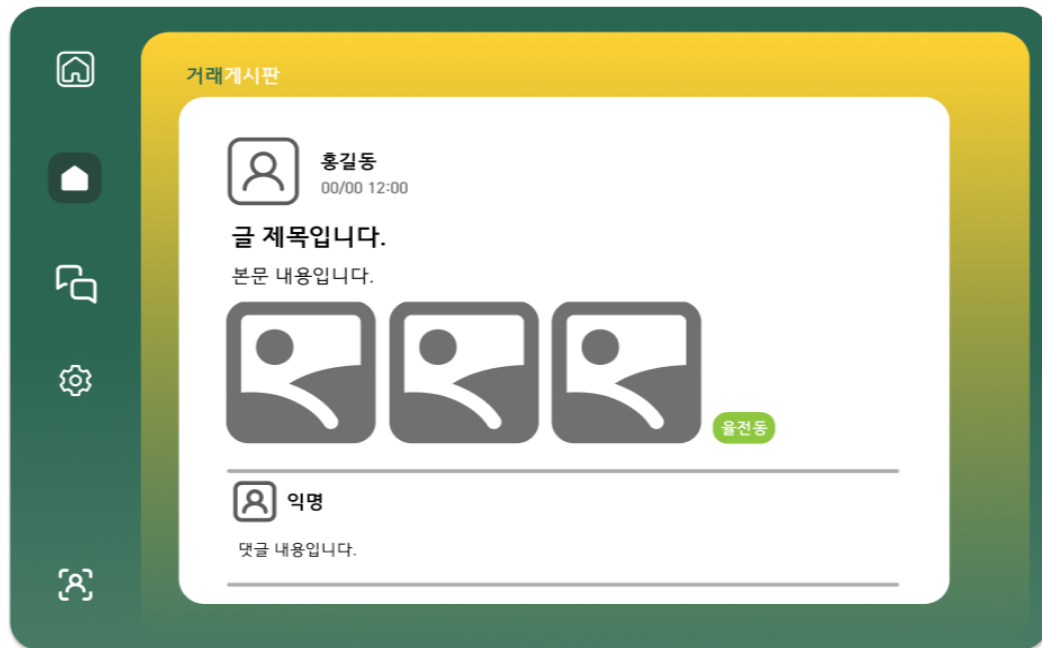 거래게시판
홍길동
00/00 12:00
글 제목입니다.
본문 내용입니다.
율전동
익명
댓글 내용입니다.